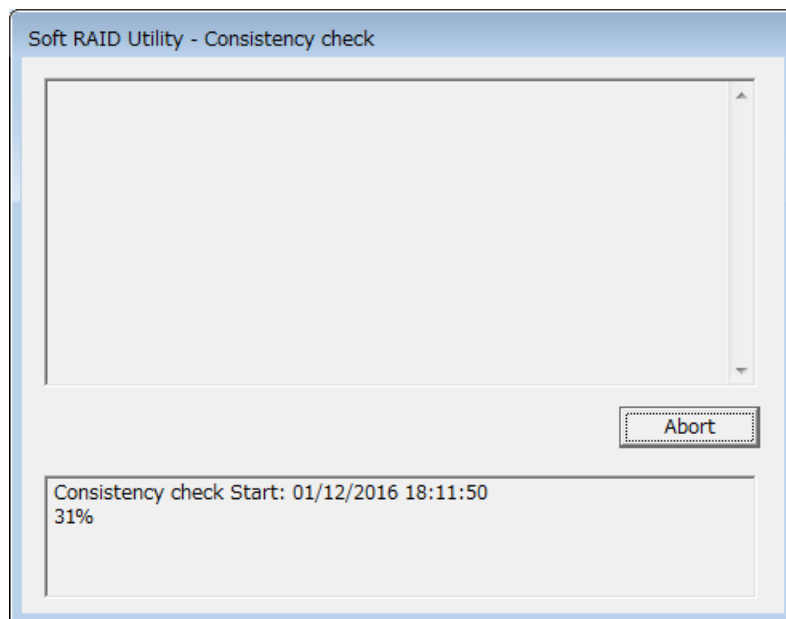 Soft RAID Utility - Consistency check
Abort
Consistency check Start: 01/12/2016 18:11:50
31%